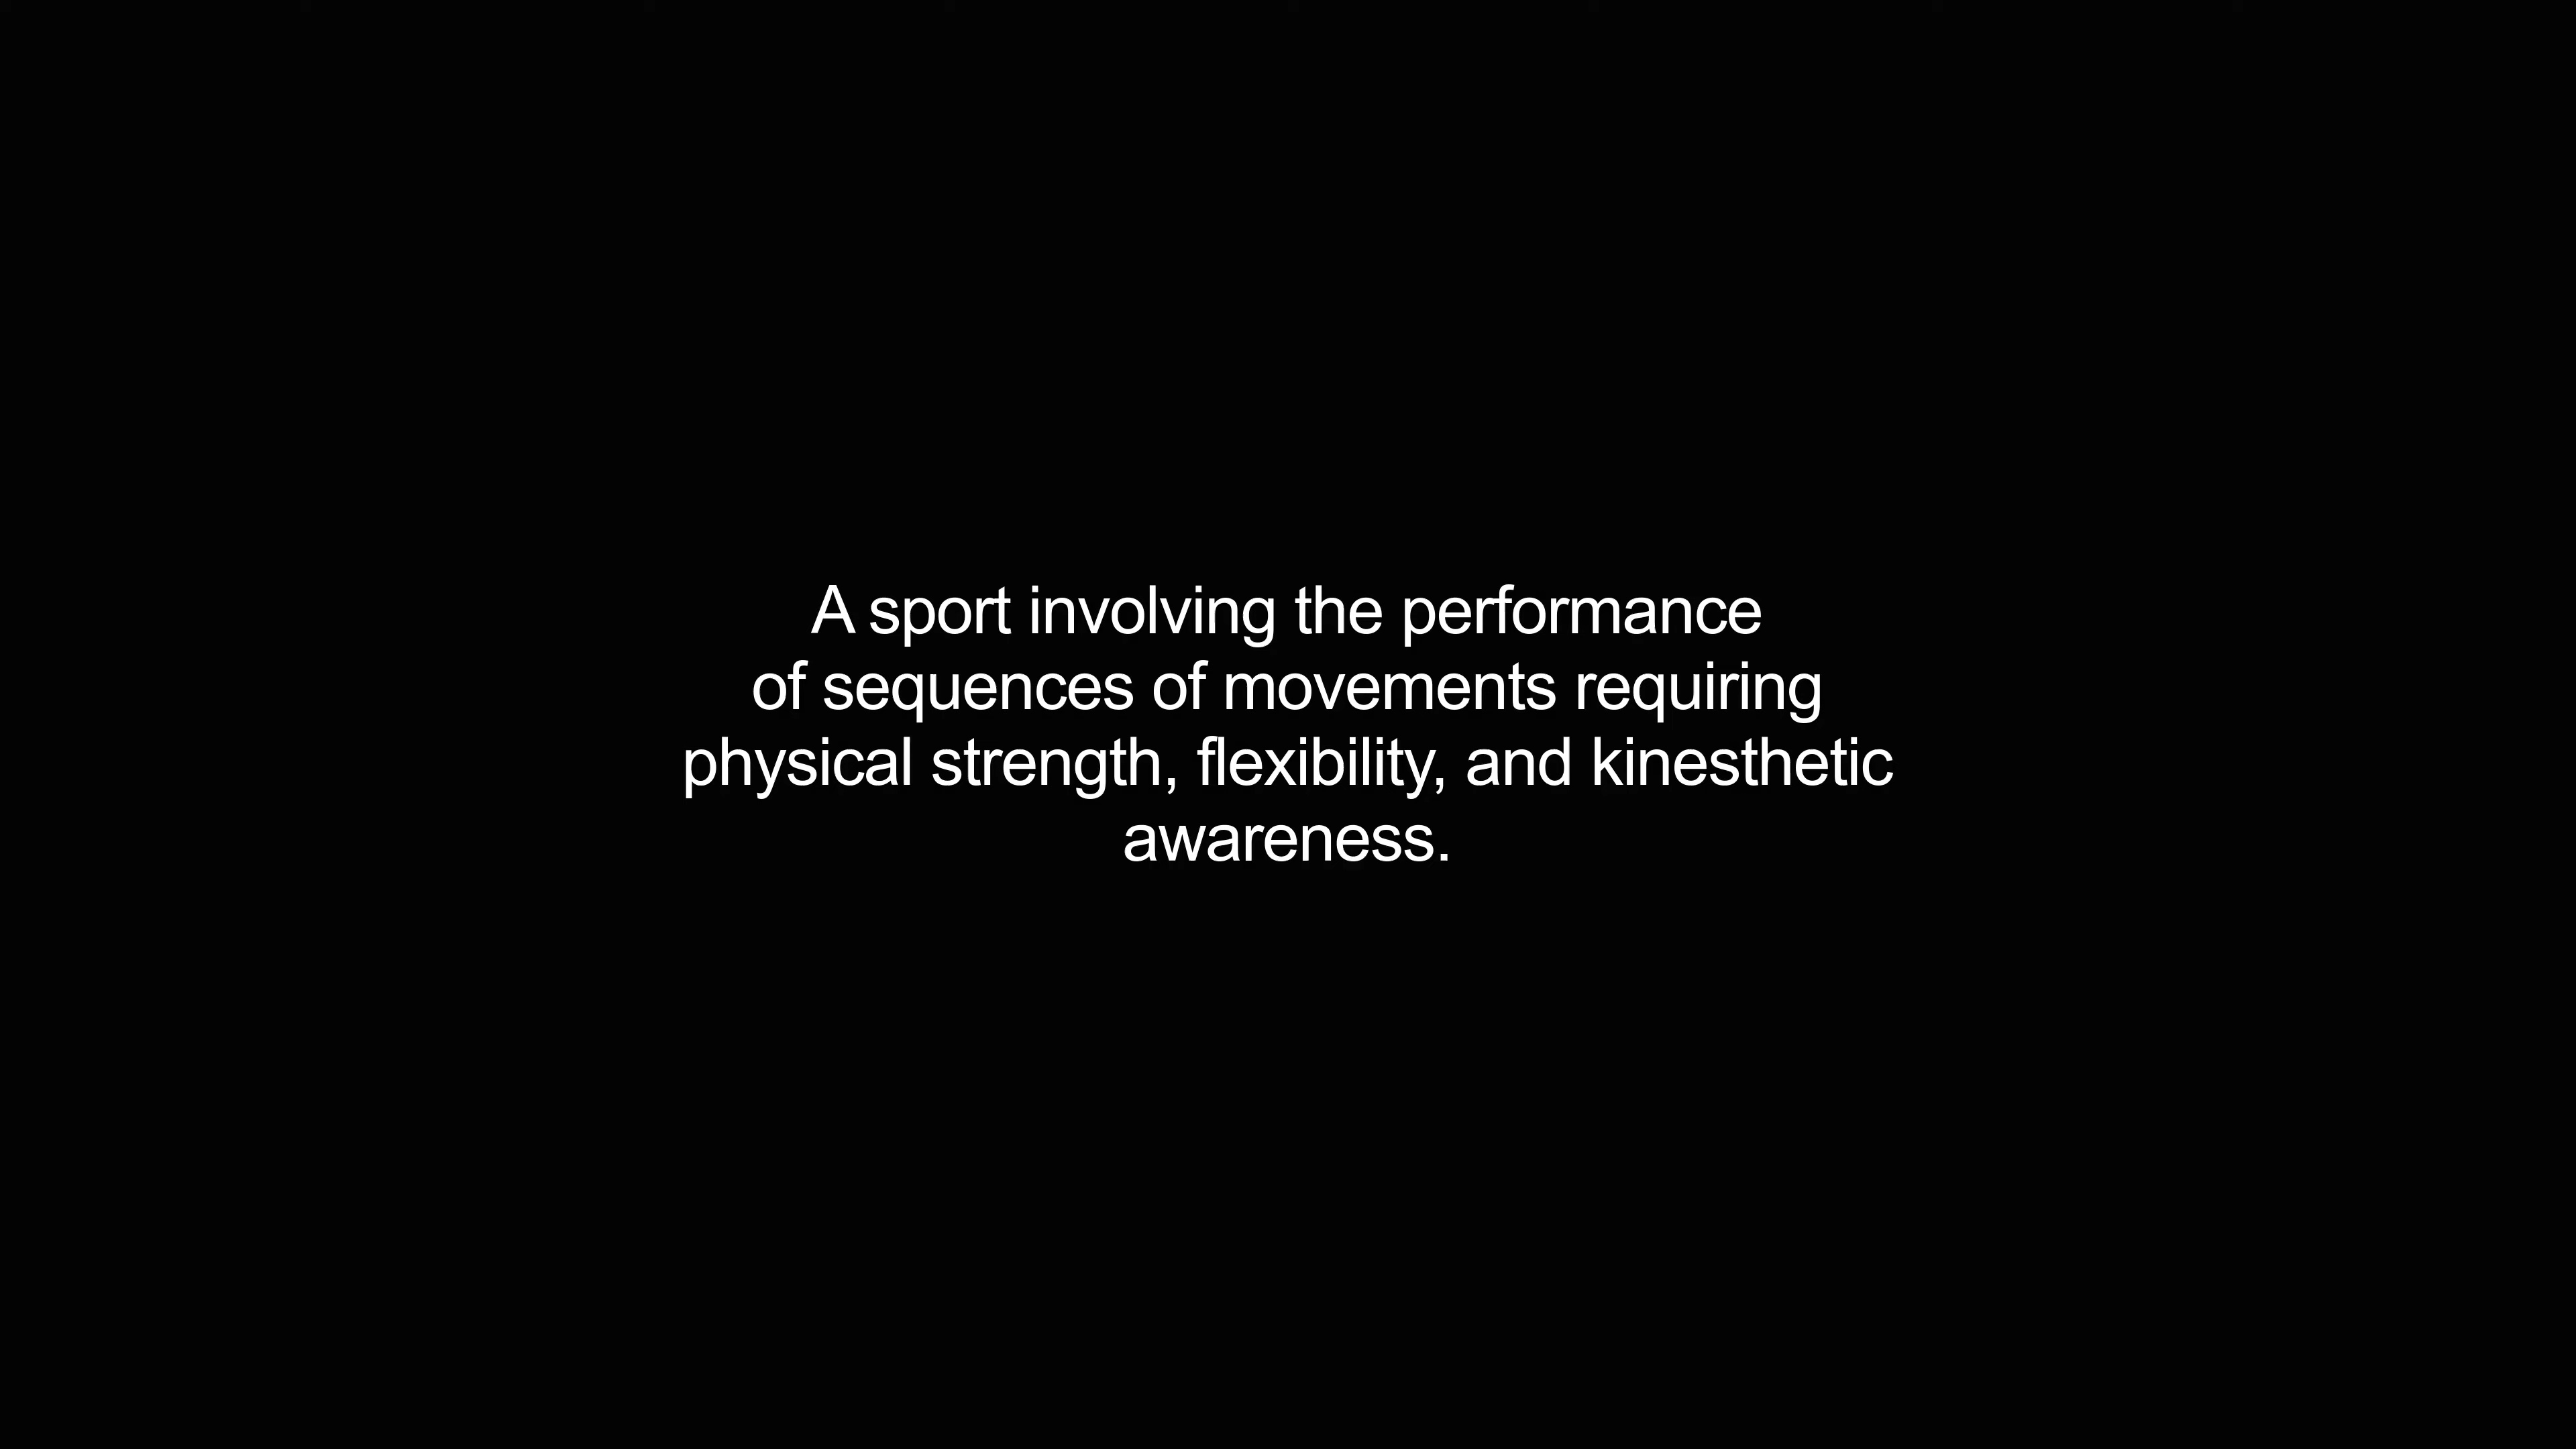 A sport involving the performance
of sequences of movements requiring
physical strength, flexibility, and kinesthetic
awareness.